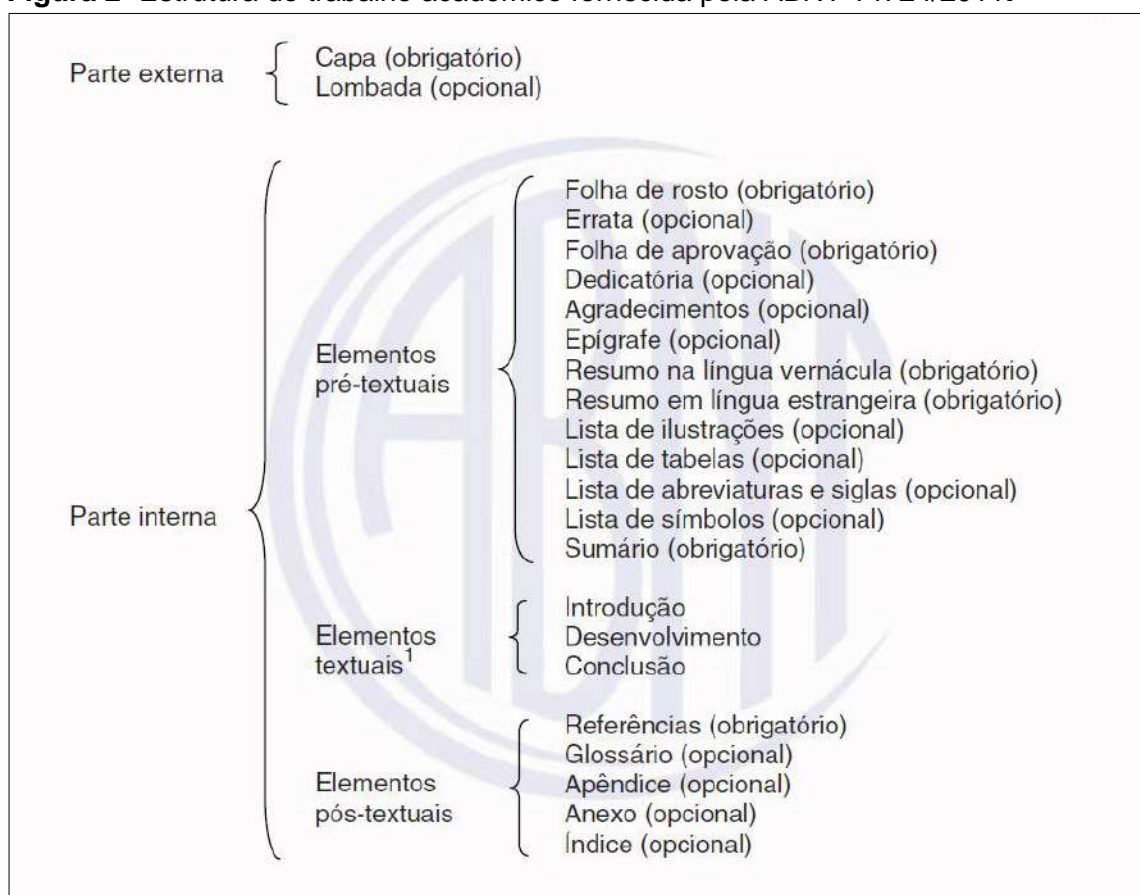 Parte externa
Capa (obrigatório)
Lombada (opcional)
Parte interna
Elementos
pré-textuais
Folha de rosto (obrigatório)
Errata (opcional)
Folha de aprovação (obrigatório)
Dedicatória (opcional)
Agradecimentos (opcional)
Epígrafe (opcional)
Resumo na língua vernácula (obrigatório)
Resumo em língua estrangeira (obrigatório)
Lista de ilustrações (opcional)
Lista de tabelas (opcional)
Lista de abreviaturas e siglas (opcional)
Lista de símbolos (opcional)
Sumário (obrigatório)
Elementos
textuais¹
Introdução
Desenvolvimento
Conclusão
Elementos
pós-textuais
Referências (obrigatório)
Glossário (opcional)
Apêndice (opcional)
Anexo (opcional)
Índice (opcional)
ABNT